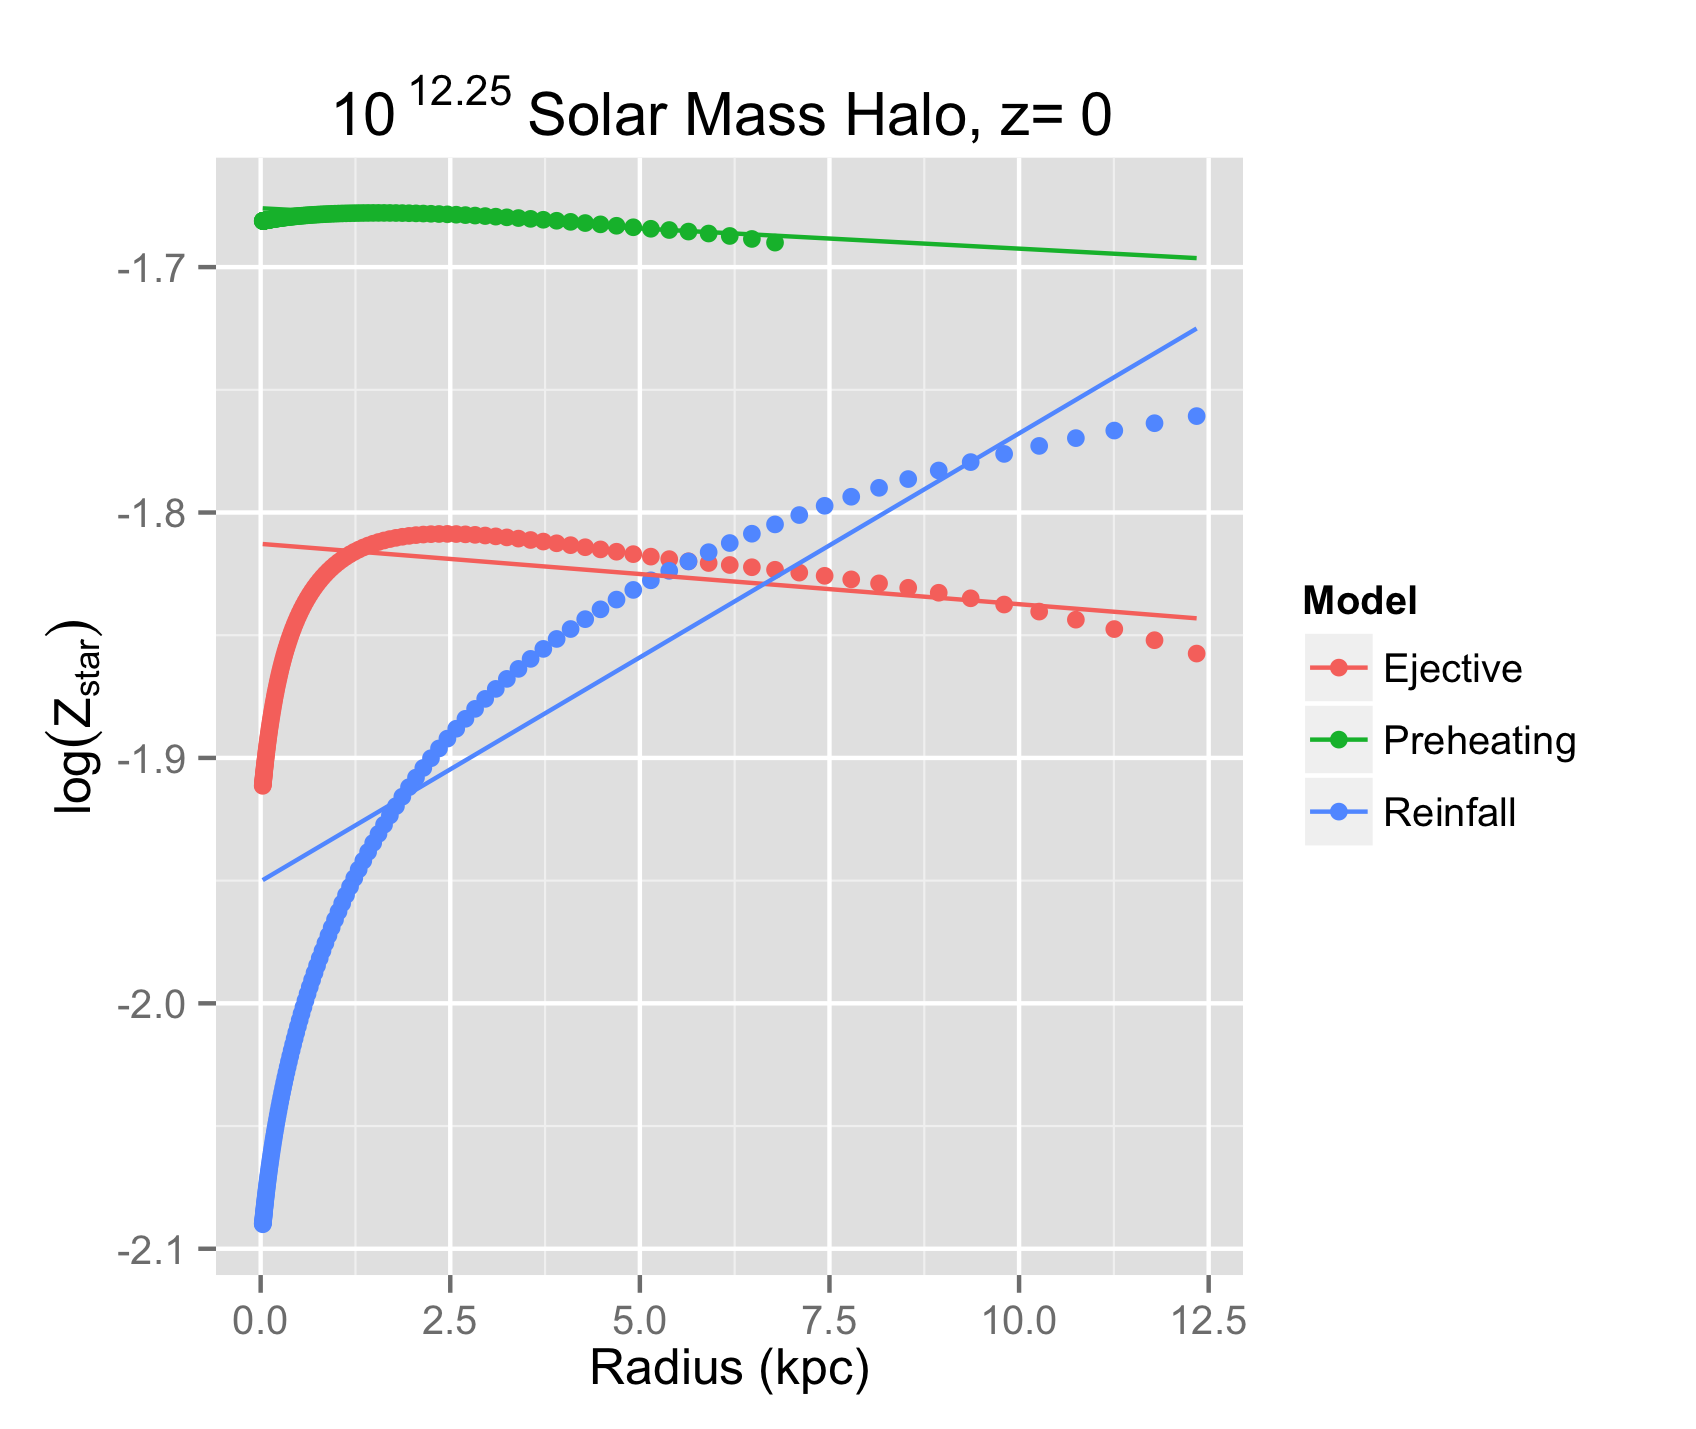 10 12.25 Solar Mass Halo, z= 0
-1.7
-1.8
-1.9
-2.0
-2.1
log(Zstar)
0.0 2.5 5.0 7.5 10.0 12.5
Radius (kpc)
Model
Ejective
Preheating
Reinfall